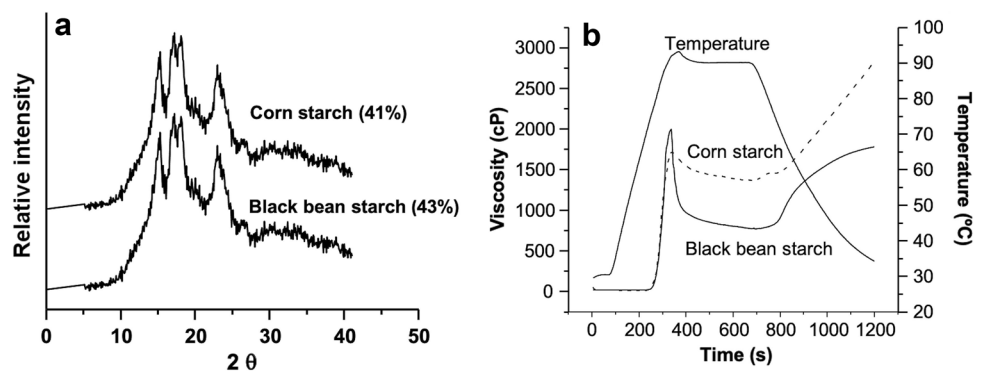 a
Relative intensity
Corn starch (41%)
Black bean starch (43%)
0 10 20 30 40 50
2 θ
b
Viscosity (cP)
3000
2500
2000
1500
1000
500
0
Temperature
Corn starch
Black bean starch
100
90
80
70
60
50
40
30
20
Temperature (ºC)
0 200 400 600 800 1000 1200
Time (s)